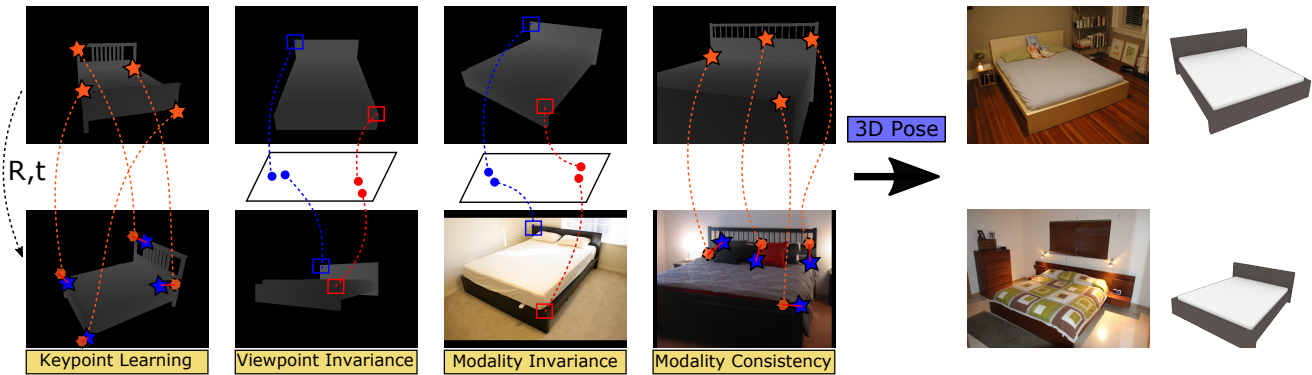 R,t
3D Pose
Keypoint Learning
Viewpoint Invariance
Modality Invariance
Modality Consistency